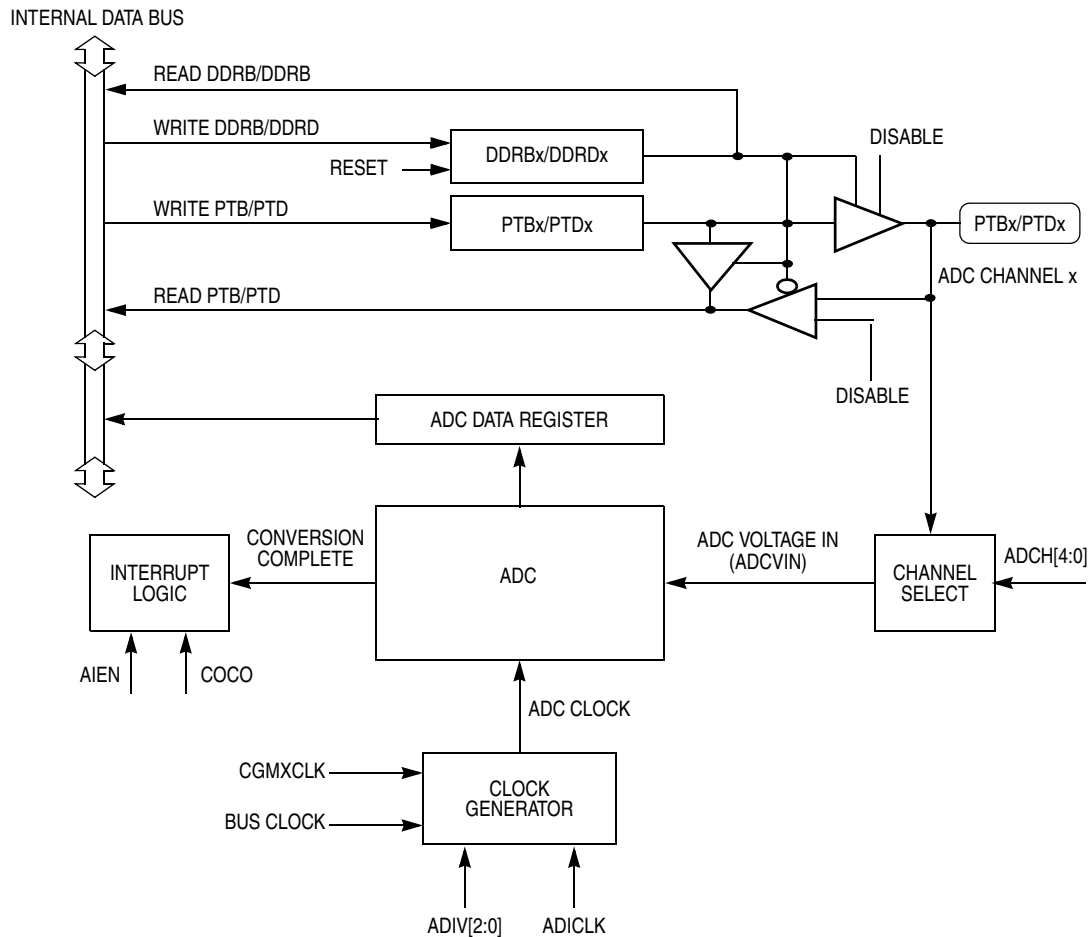 INTERNAL DATA BUS
READ DDRB/DDRB
WRITE DDRB/DDRD
RESET
DDRBx/DDRDx
DISABLE
WRITE PTB/PTD
PTBx/PTDx
PTBx/PTDx
ADC CHANNEL x
READ PTB/PTD
DISABLE
ADC DATA REGISTER
CONVERSION
COMPLETE
INTERRUPT
LOGIC
ADC
ADC VOLTAGE IN
(ADCVIN)
CHANNEL
SELECT
ADCH[4:0]
AIEN
COCO
ADC CLOCK
CGMXCLK
BUS CLOCK
CLOCK
GENERATOR
ADIV[2:0]
ADICLK